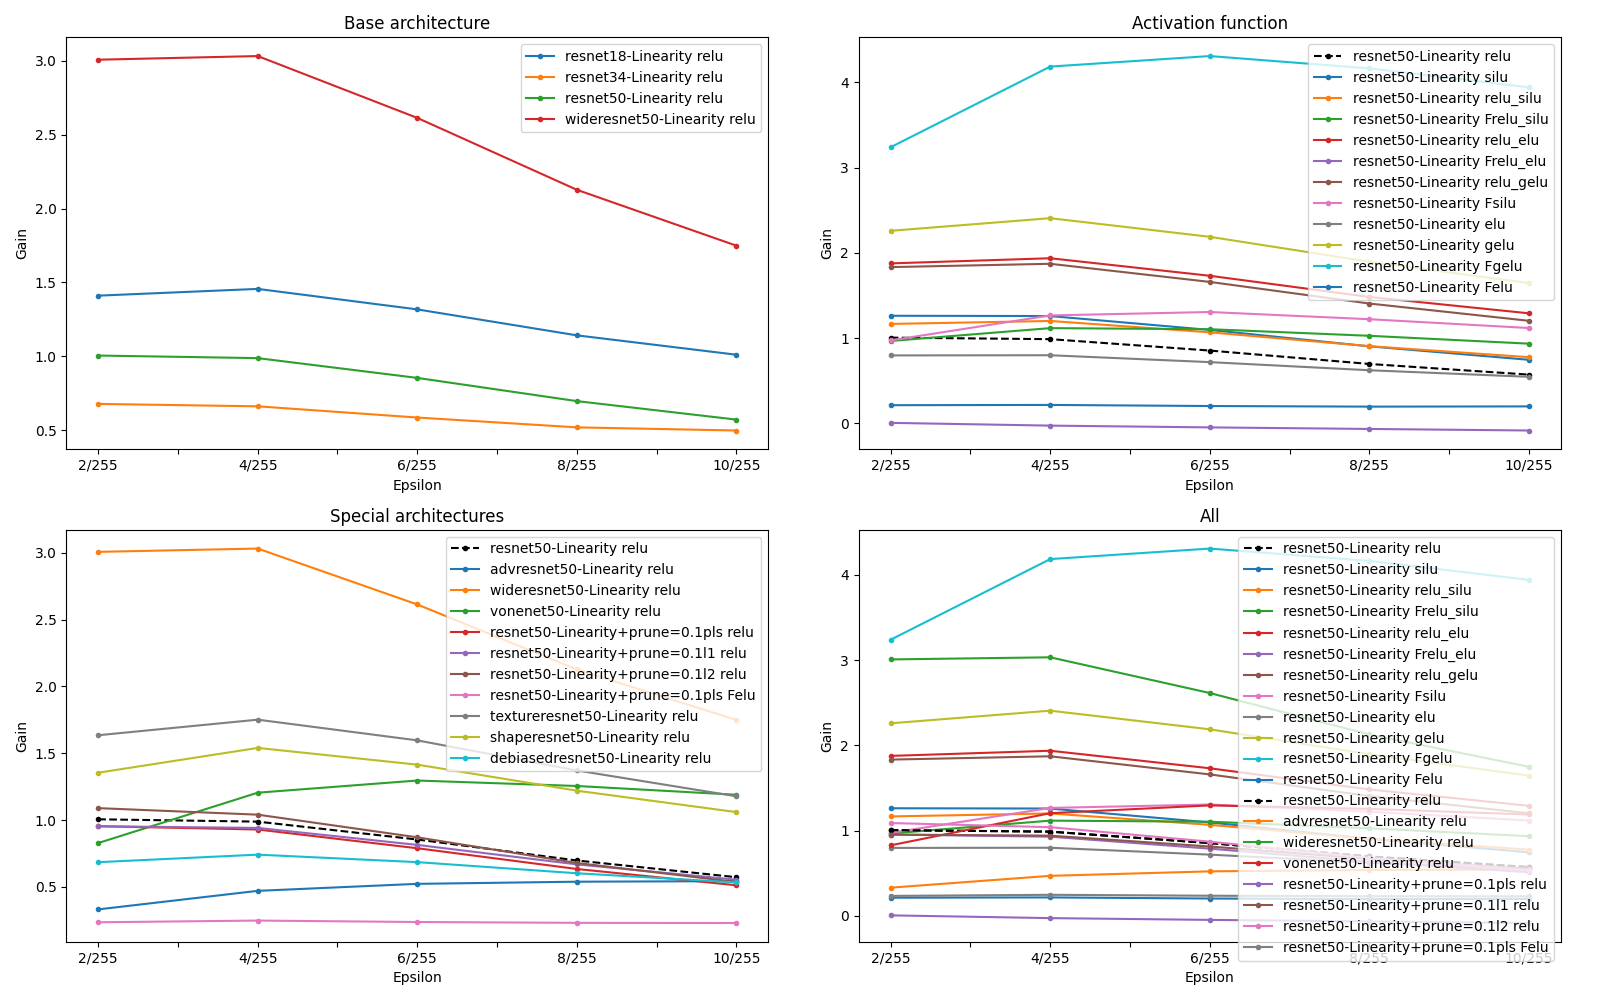 Base architecture
Gain
3.0
2.5
2.0
1.5
1.0
0.5
resnet18-Linearity relu
resnet34-Linearity relu
resnet50-Linearity relu
wideresnet50-Linearity relu
2/255 4/255 6/255 8/255 10/255
Epsilon
Activation function
Gain
4
3
2
1
0
resnet50-Linearity relu
resnet50-Linearity silu
resnet50-Linearity relu_silu
resnet50-Linearity Frelu_silu
resnet50-Linearity relu_elu
resnet50-Linearity Frelu_elu
resnet50-Linearity relu_gelu
resnet50-Linearity Fsilu
resnet50-Linearity elu
resnet50-Linearity gelu
resnet50-Linearity Fgelu
resnet50-Linearity Felu
2/255 4/255 6/255 8/255 10/255
Epsilon
Special architectures
Gain
3.0
2.5
2.0
1.5
1.0
0.5
resnet50-Linearity relu
advresnet50-Linearity relu
wideresnet50-Linearity relu
vonenet50-Linearity relu
resnet50-Linearity+prune=0.1pls relu
resnet50-Linearity+prune=0.1l1 relu
resnet50-Linearity+prune=0.1l2 relu
resnet50-Linearity+prune=0.1pls Felu
textureresnet50-Linearity relu
shaperesnet50-Linearity relu
debiasedresnet50-Linearity relu
2/255 4/255 6/255 8/255 10/255
Epsilon
All
Gain
4
3
2
1
0
resnet50-Linearity relu
resnet50-Linearity silu
resnet50-Linearity relu_silu
resnet50-Linearity Frelu_silu
resnet50-Linearity relu_elu
resnet50-Linearity Frelu_elu
resnet50-Linearity relu_gelu
resnet50-Linearity Fsilu
resnet50-Linearity elu
resnet50-Linearity gelu
resnet50-Linearity Fgelu
resnet50-Linearity Felu
resnet50-Linearity relu
advresnet50-Linearity relu
wideresnet50-Linearity relu
vonenet50-Linearity relu
resnet50-Linearity+prune=0.1pls relu
resnet50-Linearity+prune=0.1l1 relu
resnet50-Linearity+prune=0.1l2 relu
resnet50-Linearity+prune=0.1pls Felu
2/255 4/255 6/255 8/255 10/255
Epsilon